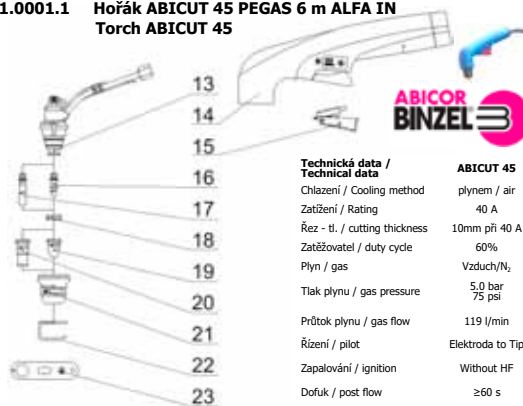 1.0001.1 Hořák ABICUT 45 PEGAS 6 m ALFA IN
Torch ABICUT 45
13
14
15
16
17
18
19
20
21
22
23
ABICOR
BINZEL
Technická data /
Technical data ABICUT 45
Chlazení / Cooling method plynem / air
Zatížení / Rating 40 A
Řez - tl. / cutting thickness 10mm při 40 A
Zatěžovatel / duty cycle 60%
Plyn / gas Vzduch/N₂
Tlak plynu / gas pressure 5.0 bar
75 psi
Průtok plynu / gas flow 119 l/min
Řízení / pilot Elektroda to Tip
Zapalování / ignition Without HF
Dofuk / post flow ≥60 s